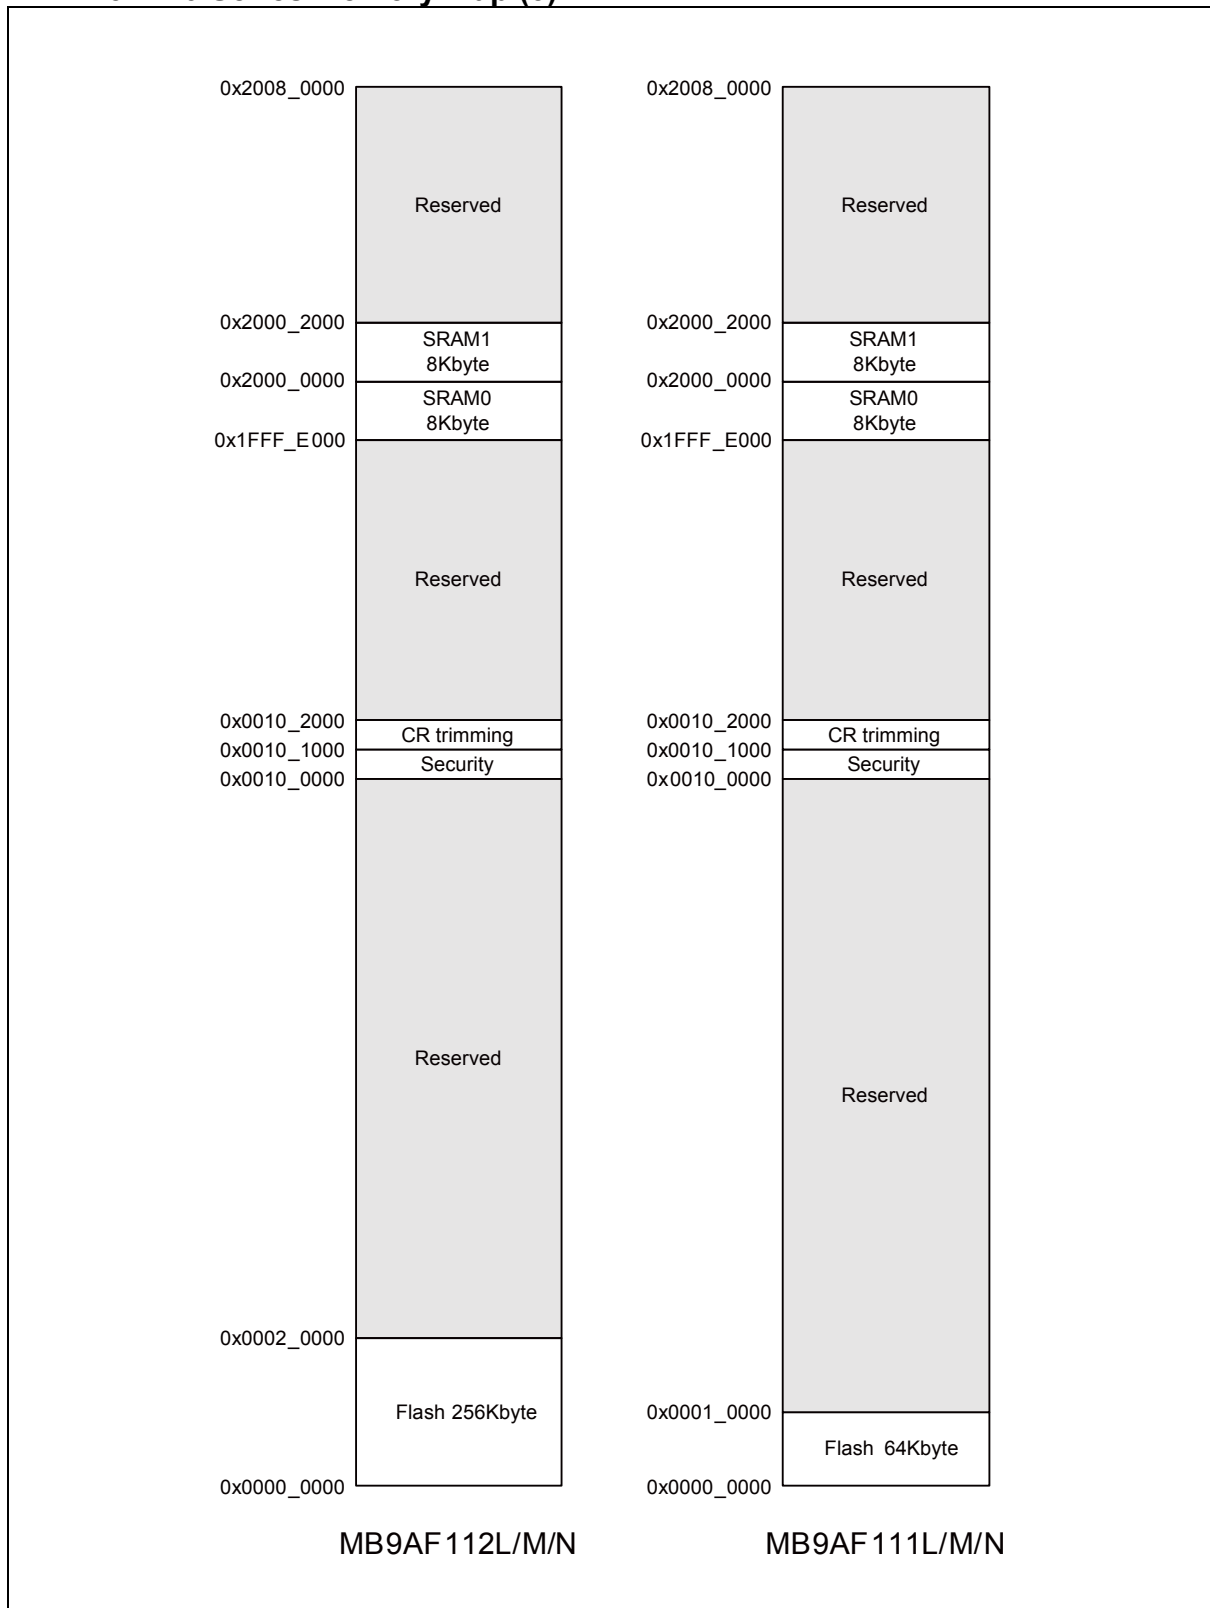 0x2008_0000
Reserved
0x2000_2000
SRAM1
8Kbyte
0x2000_0000
SRAM0
8Kbyte
0x1FFF_E000
Reserved
0x0010_2000
CR trimming
0x0010_1000
Security
0x0010_0000
Reserved
0x0002_0000
Flash 256Kbyte
0x0000_0000
MB9AF112L/M/N
0x2008_0000
Reserved
0x2000_2000
SRAM1
8Kbyte
0x2000_0000
SRAM0
8Kbyte
0x1FFF_E000
Reserved
0x0010_2000
CR trimming
0x0010_1000
Security
0x0010_0000
Reserved
0x0001_0000
Flash 64Kbyte
0x0000_0000
MB9AF111L/M/N